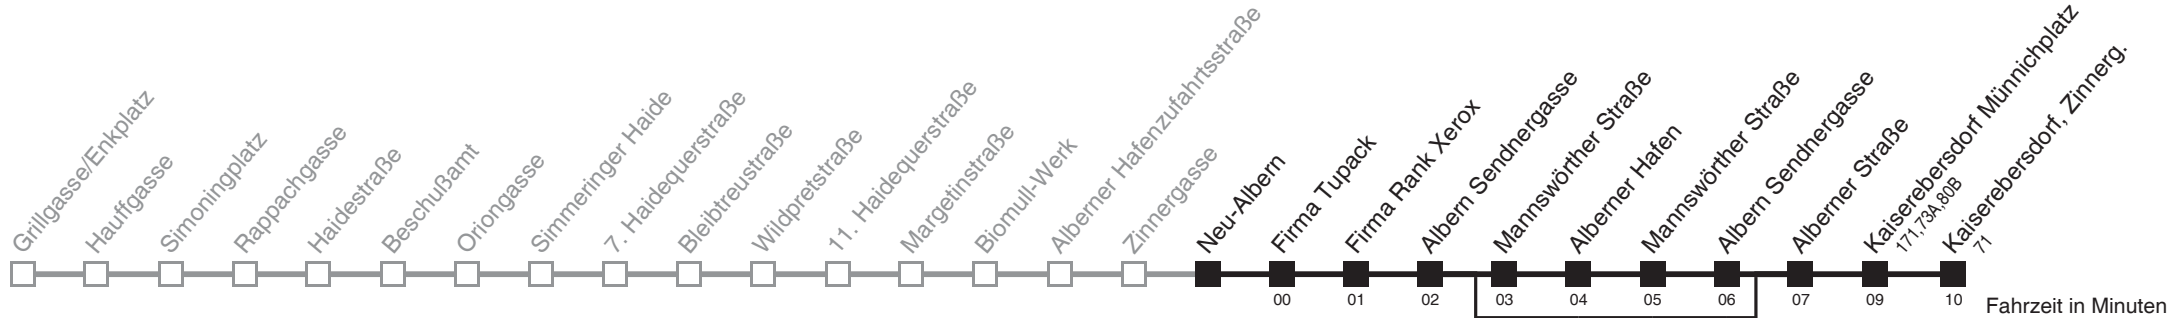 Grillgasse/Enkplatz
Hauffgasse
Simoningplatz
Rappachgasse
Haidestraße
Beschußamt
Oriongasse
Simmeringer Haide
7. Haidequerstraße
Bleibtreustraße
Wildpretstraße
11. Haidequerstraße
Margetinstraße
Biomull-Werk
Alberner Hafenzufahrtsstraße
Zinnergasse
Neu-Albern
Firma Tupack
Firma Rank Xerox
Albern Sendnergasse
Mannswörther Straße
Alberner Hafen
Mannswörther Straße
Albern Sendnergasse
Alberner Straße
Kaiserebersdorf Münnichplatz
171,73A,80B
Kaiserebersdorf, Zinnerg.
71
00 01 02 03 04 05 06 07 09 10 Fahrzeit in Minuten